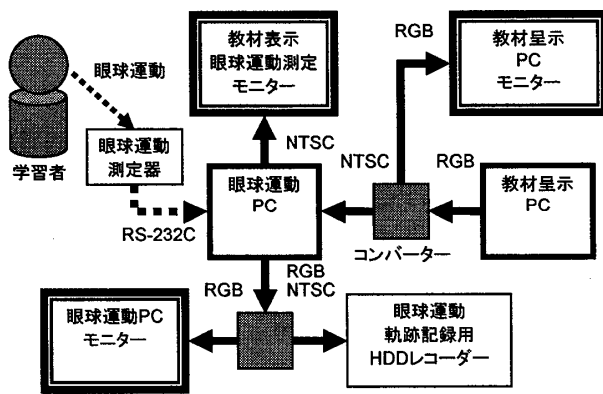 眼球運動
学習者
眼球運動
測定器
RS-232C
教材表示
眼球運動測定
モニター
NTSC
眼球運動
PC
RGB
教材呈示
PC
モニター
NTSC
RGB
コンバーター
教材呈示
PC
RGB
RGB
NTSC
眼球運動PC
モニター
眼球運動
軌跡記録用
HDDレコーダー